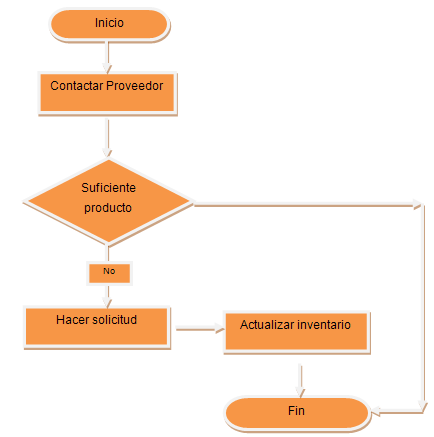 Inicio
Contactar Proveedor
Suficiente
producto
No
Hacer solicitud
Actualizar inventario
Fin